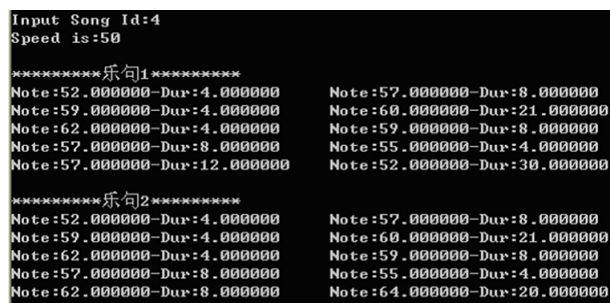 Input Song Id:4
Speed is:50
*********乐句1*********
Note:52.000000-Dur:4.000000 Note:57.000000-Dur:8.000000
Note:59.000000-Dur:4.000000 Note:60.000000-Dur:21.000000
Note:62.000000-Dur:4.000000 Note:59.000000-Dur:8.000000
Note:57.000000-Dur:8.000000 Note:55.000000-Dur:4.000000
Note:57.000000-Dur:12.000000 Note:52.000000-Dur:30.000000
*********乐句2*********
Note:52.000000-Dur:4.000000 Note:57.000000-Dur:8.000000
Note:59.000000-Dur:4.000000 Note:60.000000-Dur:21.000000
Note:62.000000-Dur:4.000000 Note:59.000000-Dur:8.000000
Note:57.000000-Dur:8.000000 Note:55.000000-Dur:4.000000
Note:62.000000-Dur:8.000000 Note:64.000000-Dur:20.000000